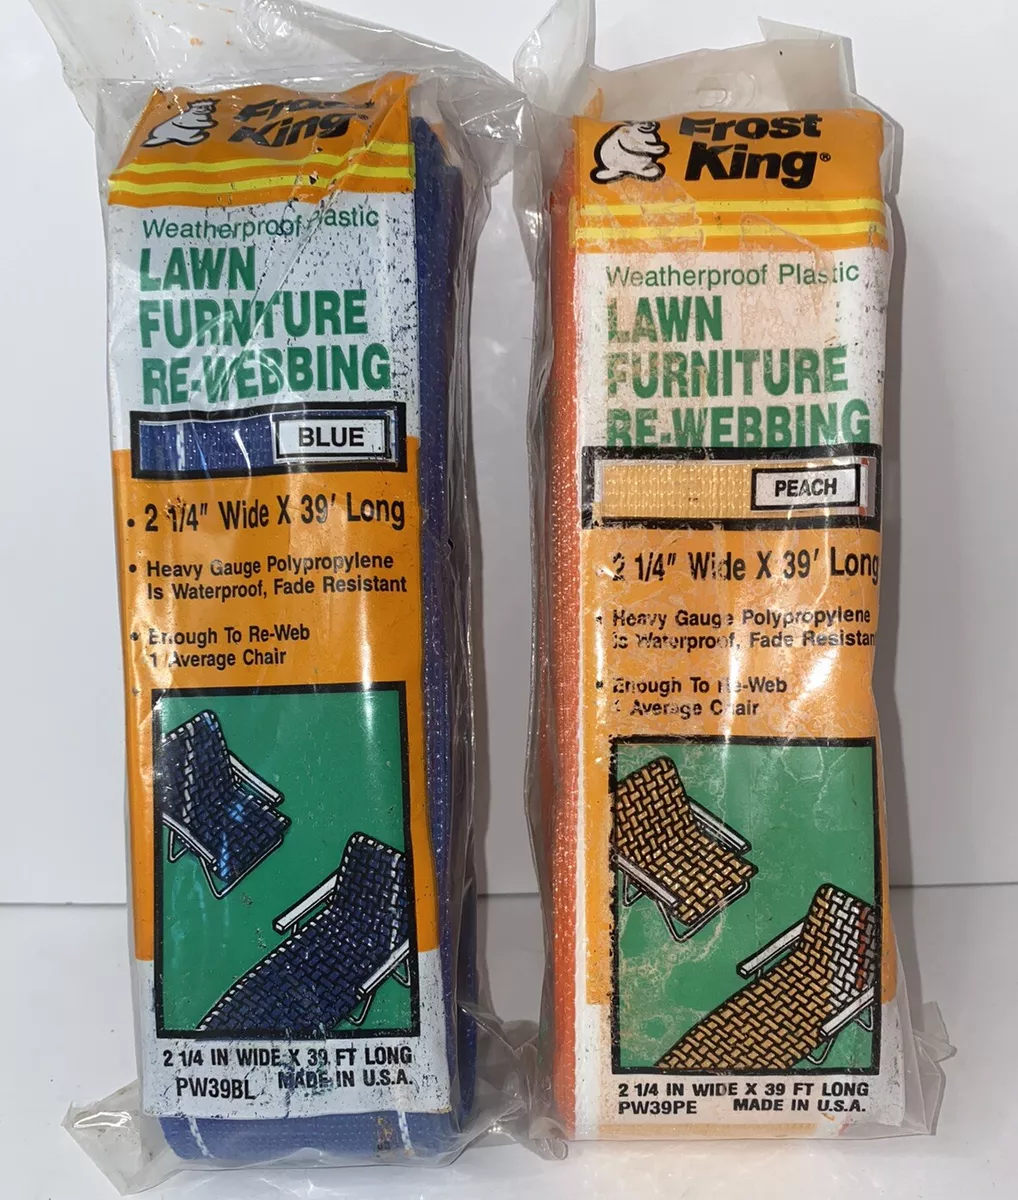 Frost
King®
Weatherproof Plastic
LAWN
FURNITURE
RE-WEBBING
BLUE
• 2 1/4" Wide X 39' Long
• Heavy Gauge Polypropylene
Is Waterproof, Fade Resistant
• Enough To Re-Web
1 Average Chair
2 1/4 IN WIDE X 39 FT LONG
PW39BL MADE IN U.S.A.
Frost
King®
Weatherproof Plastic
LAWN
FURNITURE
RE-WEBBING
PEACH
• 2 1/4" Wide X 39' Long
• Heavy Gauge Polypropylene
Is Waterproof, Fade Resistan
• Enough To Re-Web
1 Average Chair
2 1/4 IN WIDE X 39 FT LONG
PW39PE MADE IN U.S.A.